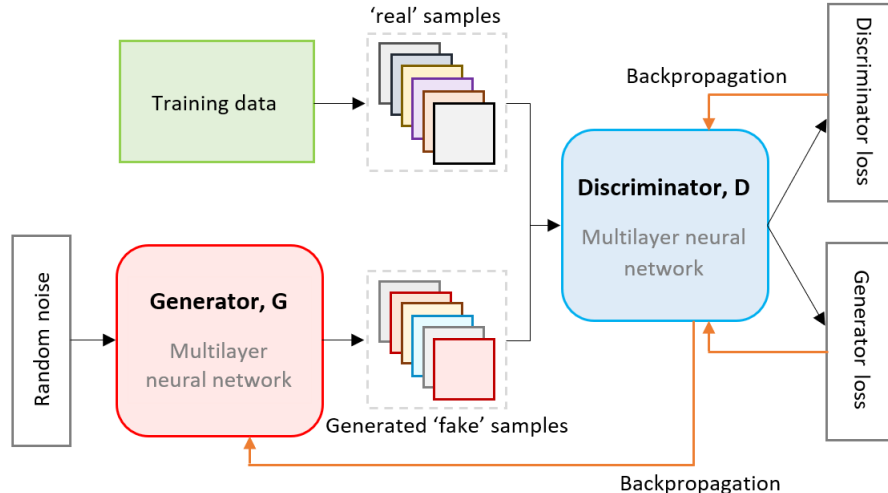 ‘real’ samples
Training data
Backpropagation
Discriminator loss
Discriminator, D
Multilayer neural
network
Random noise
Generator, G
Multilayer
neural network
Generator loss
Generated ‘fake’ samples
Backpropagation